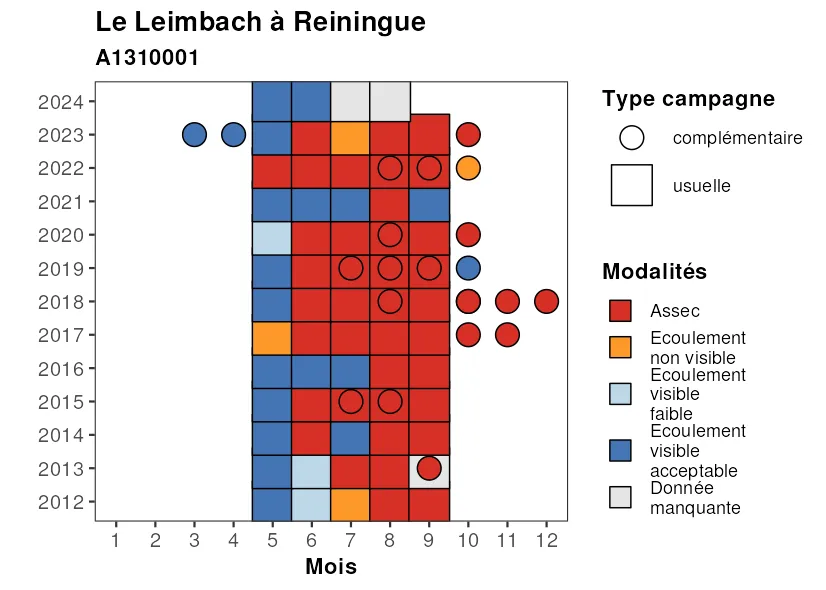 Le Leimbach à Reiningue
A1310001
2024
2023
2022
2021
2020
2019
2018
2017
2016
2015
2014
2013
2012
1 2 3 4 5 6 7 8 9 10 11 12
Mois
Type campagne
complémentaire
usuelle
Modalités
Assec
Ecoulement
non visible
Ecoulement
visible
faible
Ecoulement
visible
acceptable
Donnée
manquante